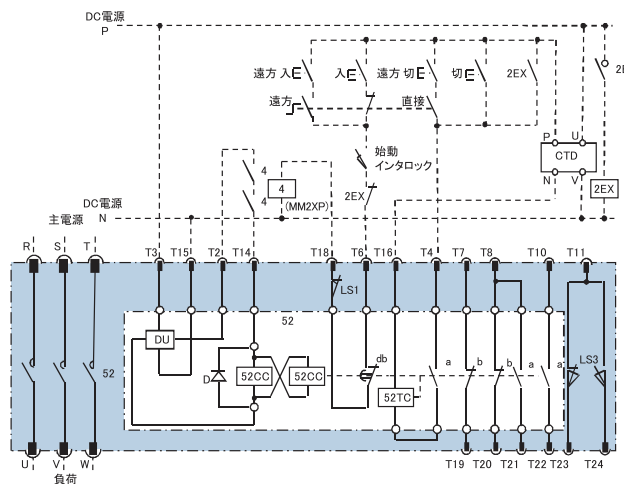 DC電源
P
遠方 入
入
遠方 切
切
2EX
2E
遠方
直接
始動
インタロック
P
U
CTD
N
V
2EX
4
4
4
(MM2XP)
2EX
DC電源
N
主電源
R
S
T
T3
T15
T2
T14
T18
T6
T16
T4
T7
T8
T10
T11
LS1
52
DU
D
52CC
52CC
db
a
b
b
a
a
LS3
52
52TC
U
V
W
負荷
T19
T20
T21
T22
T23
T24